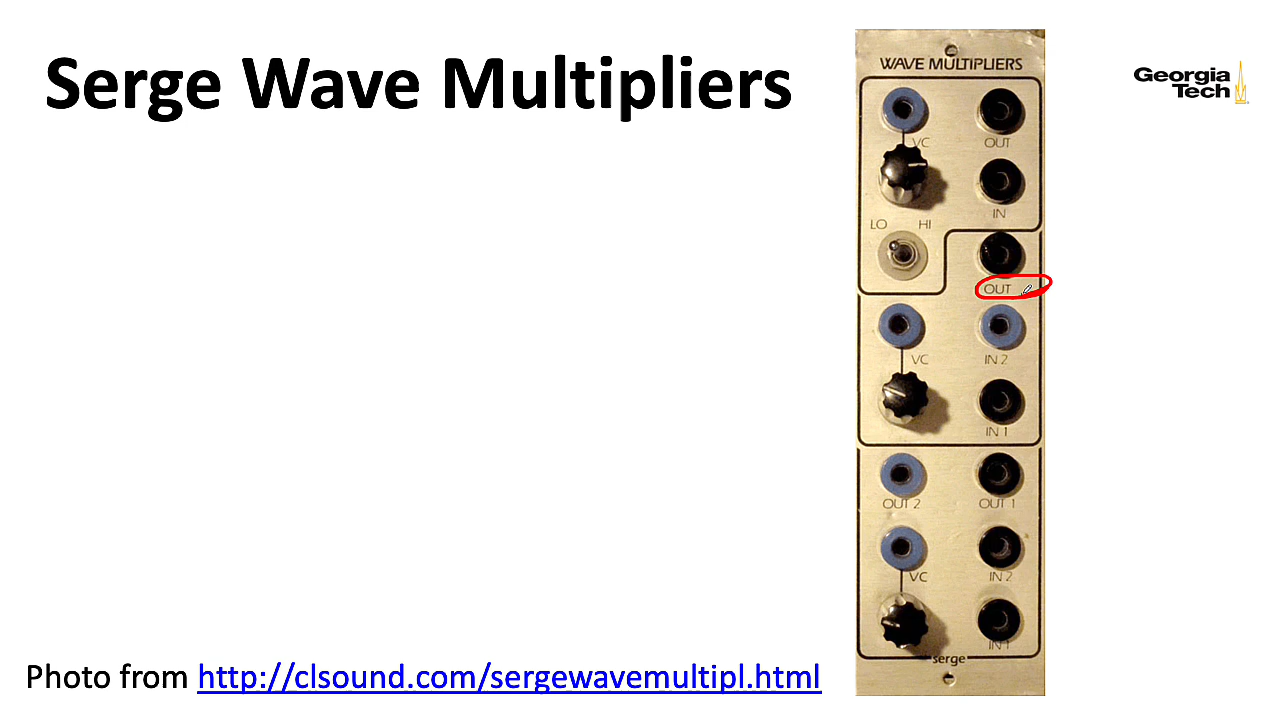 Serge Wave Multipliers
Georgia
Tech
WAVE MULTIPLIERS
VC OUT
IN
LO HI
OUT
VC IN 2
IN 1
OUT 2 OUT 1
VC IN 2
IN 1
serge
Photo from http://clsound.com/sergewavemultipl.html